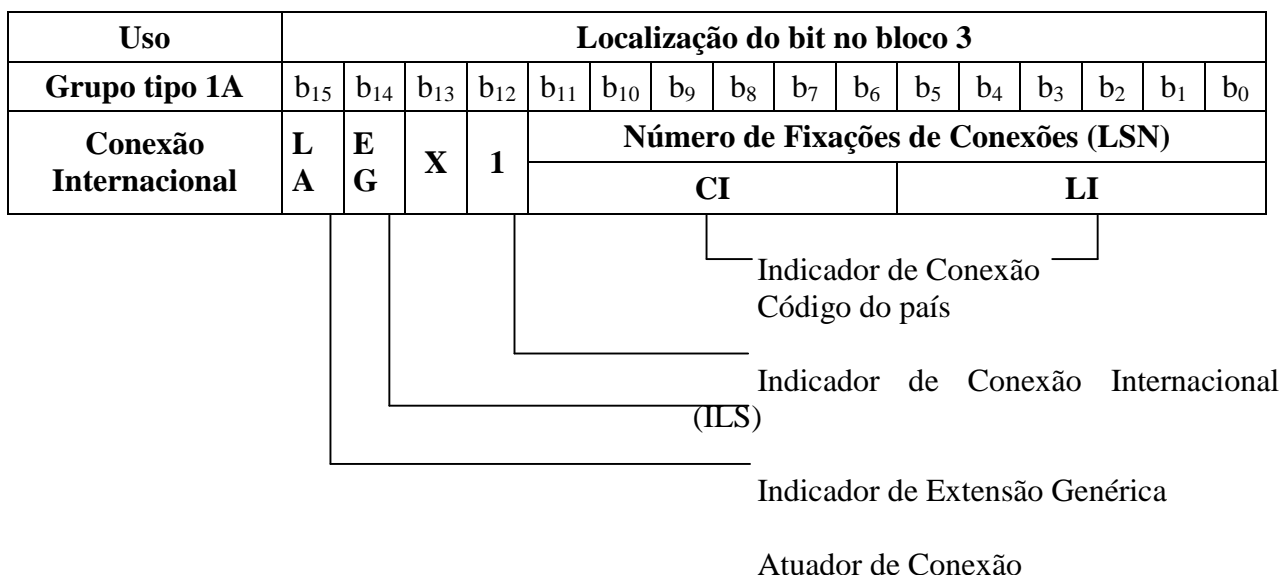 Uso Localização do bit no bloco 3
Grupo tipo 1A b15 b14 b13 b12 b11 b10 b9 b8 b7 b6 b5 b4 b3 b2 b1 b0
Conexão Internacional LA EG X 1 Número de Fixações de Conexões (LSN)
CI LI
Indicador de Conexão
Código do país
Indicador de Conexão Internacional
(ILS)
Indicador de Extensão Genérica
Atuador de Conexão